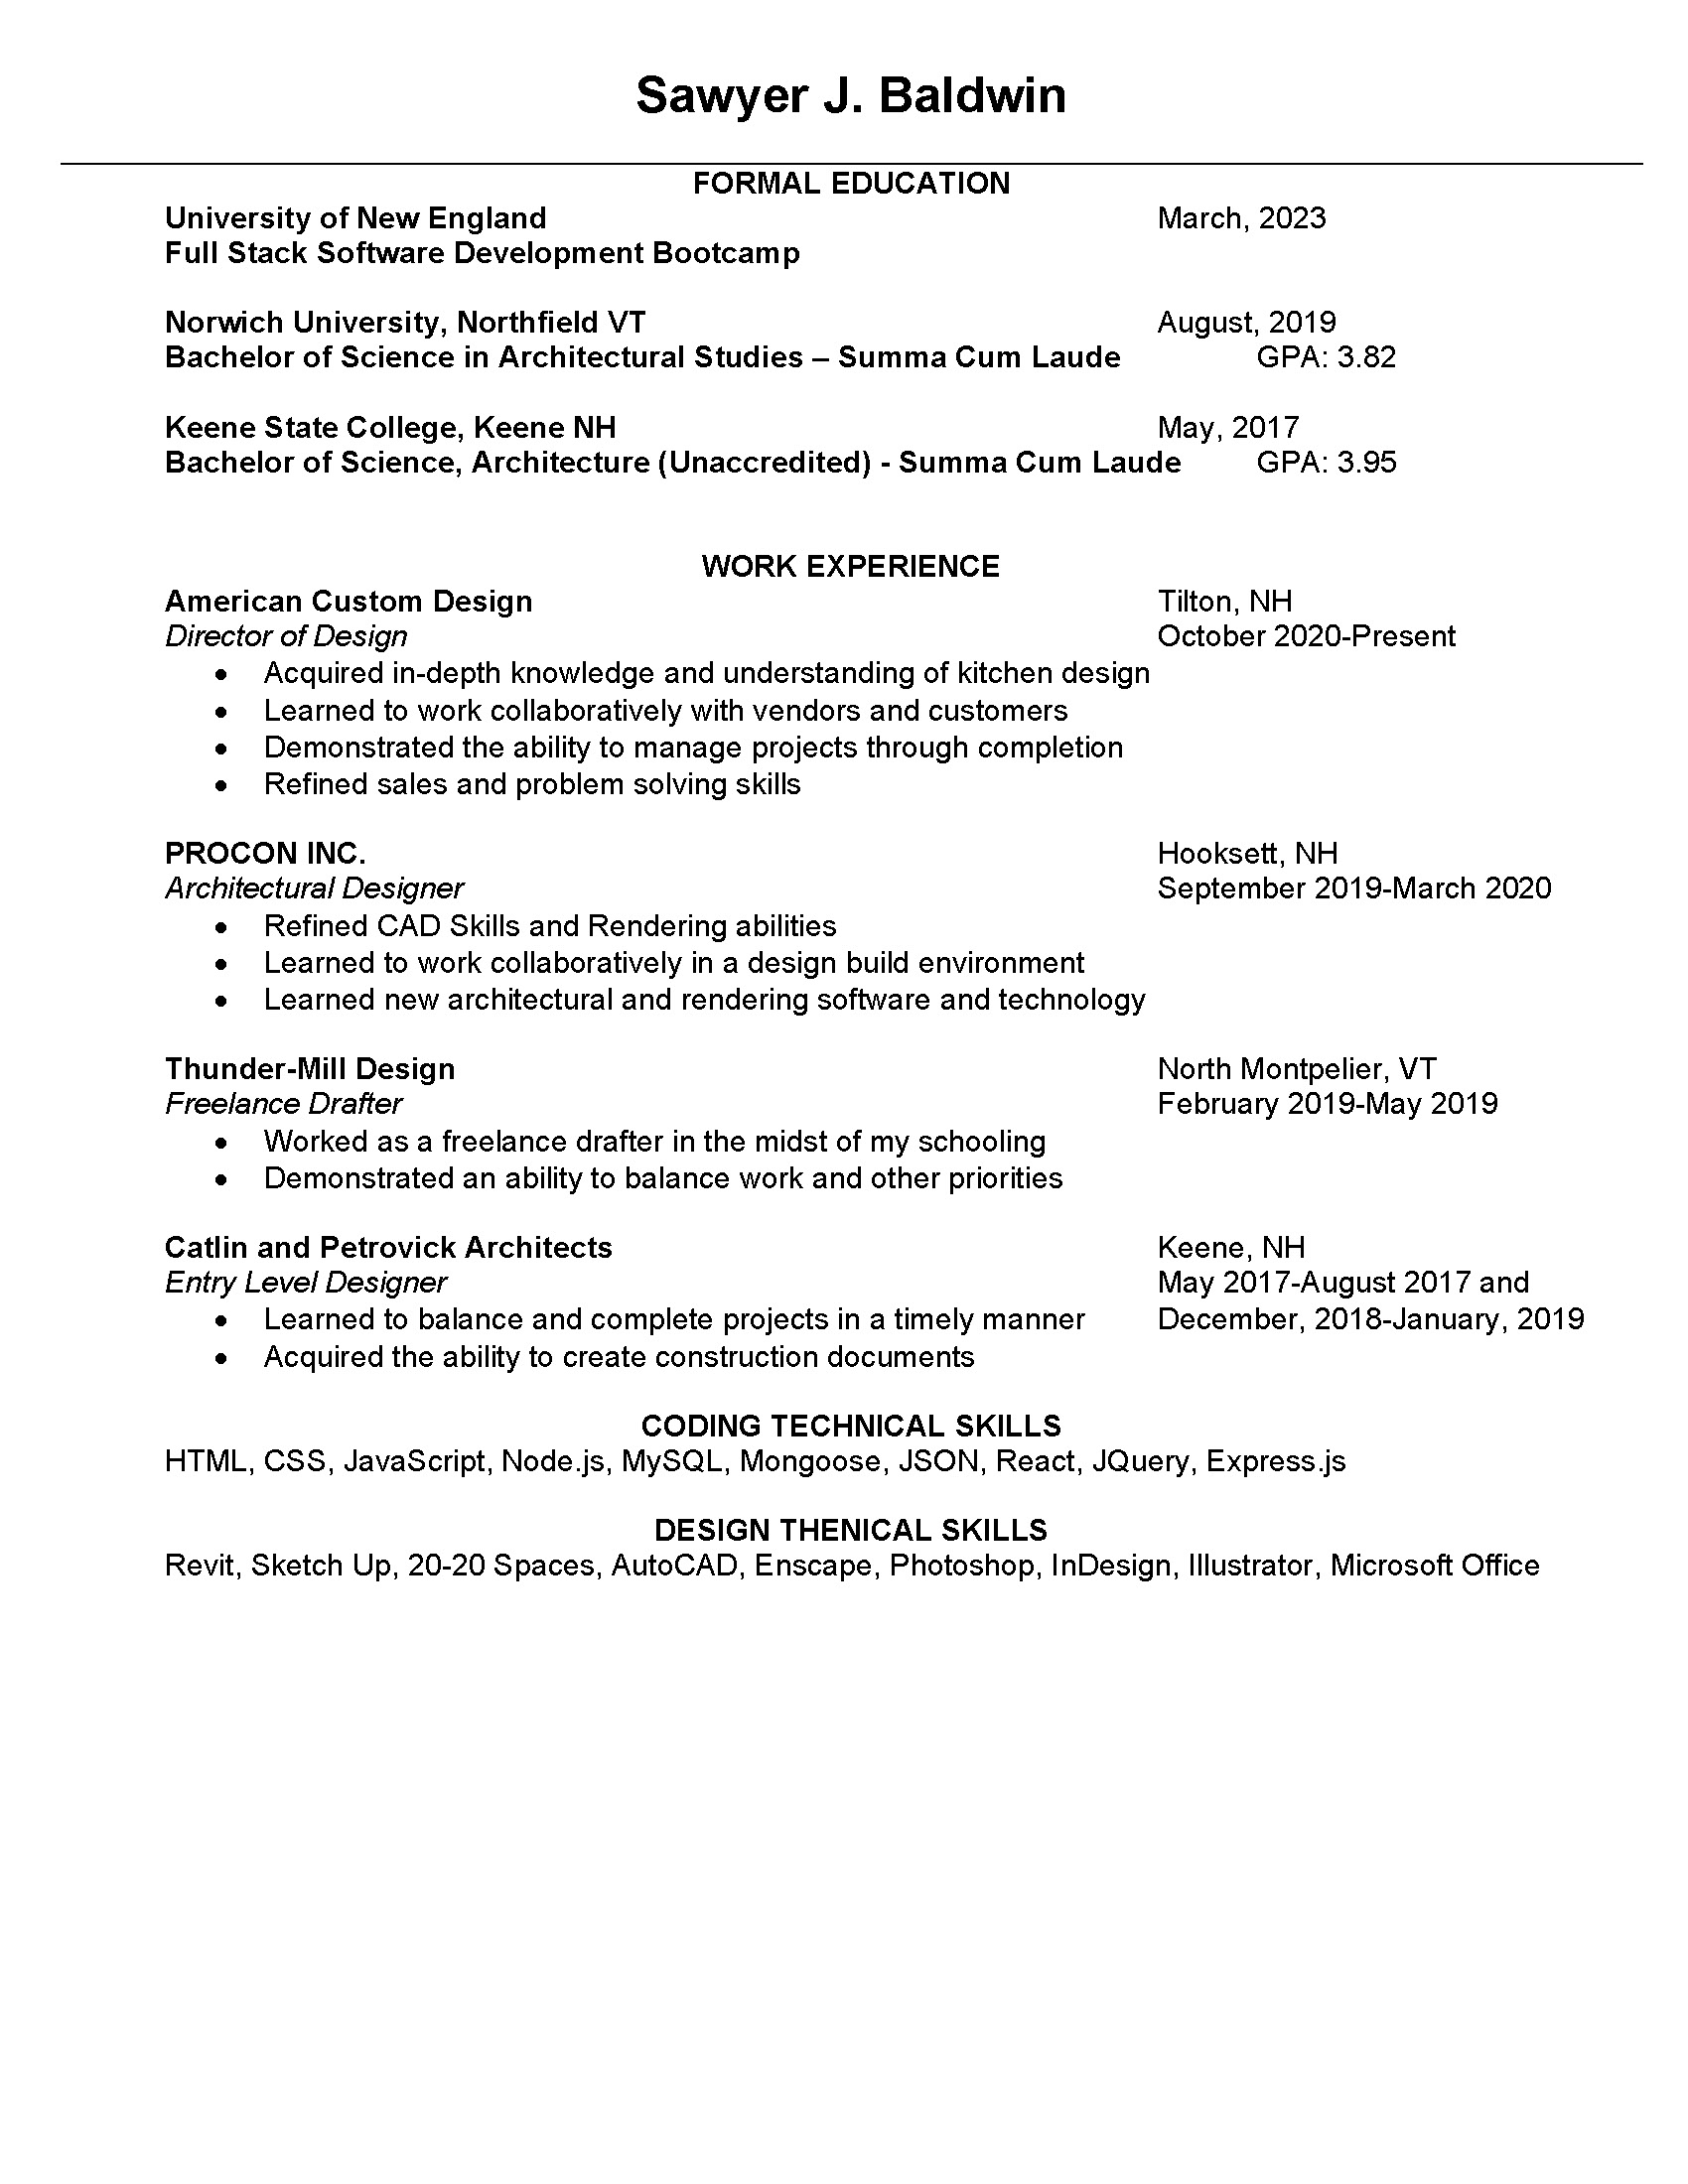 Sawyer J. Baldwin
FORMAL EDUCATION
University of New England March, 2023
Full Stack Software Development Bootcamp
Norwich University, Northfield VT August, 2019
Bachelor of Science in Architectural Studies – Summa Cum Laude GPA: 3.82
Keene State College, Keene NH May, 2017
Bachelor of Science, Architecture (Unaccredited) - Summa Cum Laude GPA: 3.95
WORK EXPERIENCE
American Custom Design Tilton, NH
Director of Design October 2020-Present
• Acquired in-depth knowledge and understanding of kitchen design
• Learned to work collaboratively with vendors and customers
• Demonstrated the ability to manage projects through completion
• Refined sales and problem solving skills
PROCON INC. Hooksett, NH
Architectural Designer September 2019-March 2020
• Refined CAD Skills and Rendering abilities
• Learned to work collaboratively in a design build environment
• Learned new architectural and rendering software and technology
Thunder-Mill Design North Montpelier, VT
Freelance Drafter February 2019-May 2019
• Worked as a freelance drafter in the midst of my schooling
• Demonstrated an ability to balance work and other priorities
Catlin and Petrovick Architects Keene, NH
Entry Level Designer May 2017-August 2017 and
• Learned to balance and complete projects in a timely manner December, 2018-January, 2019
• Acquired the ability to create construction documents
CODING TECHNICAL SKILLS
HTML, CSS, JavaScript, Node.js, MySQL, Mongoose, JSON, React, JQuery, Express.js
DESIGN THENICAL SKILLS
Revit, Sketch Up, 20-20 Spaces, AutoCAD, Enscape, Photoshop, InDesign, Illustrator, Microsoft Office